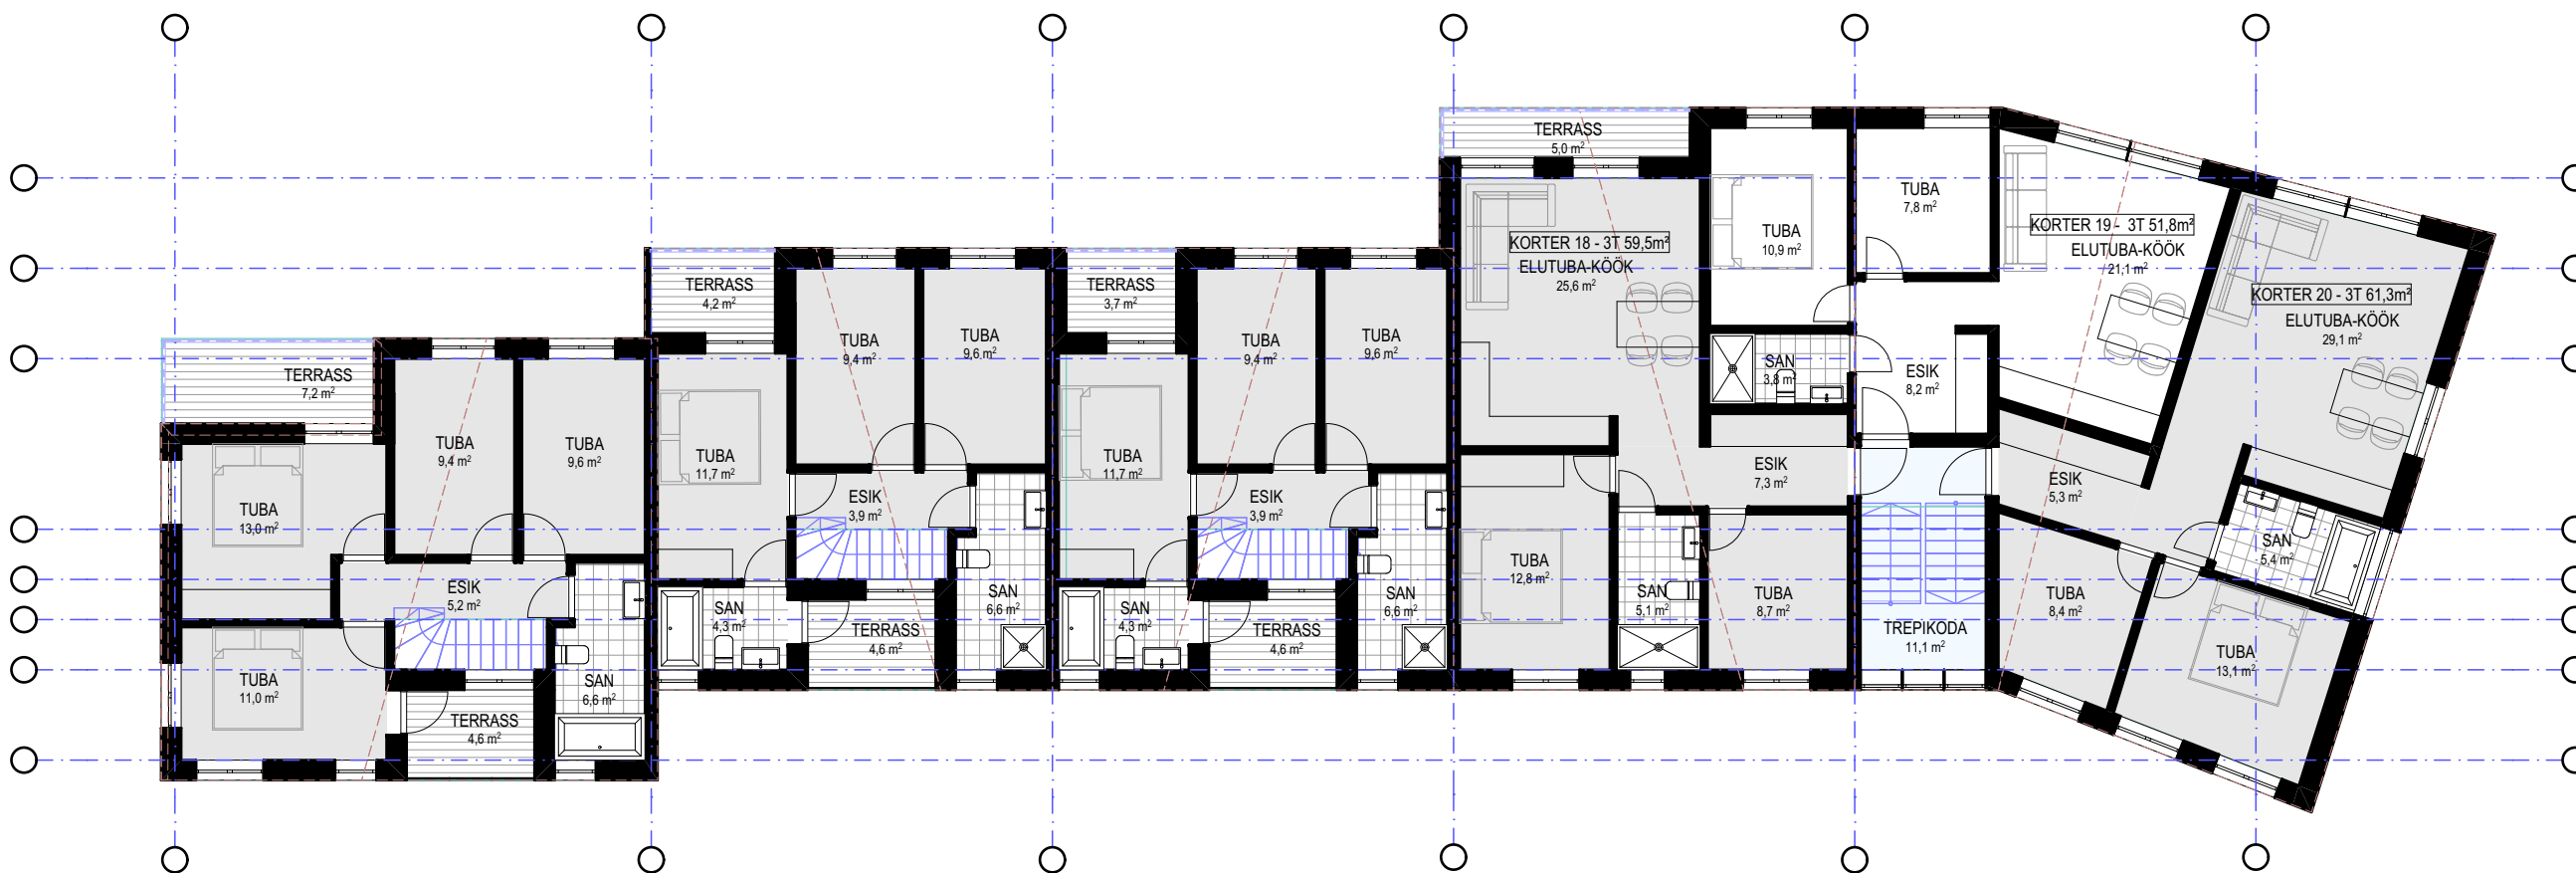 TERRASS
7,2 m²
TUBA
13,0 m²
TUBA
9,4 m²
TUBA
9,6 m²
ESIK
5,2 m²
TUBA
11,0 m²
TERRASS
4,6 m²
SAN
6,6 m²
TERRASS
4,2 m²
TUBA
11,7 m²
TUBA
9,4 m²
TUBA
9,6 m²
ESIK
3,9 m²
SAN
4,3 m²
TERRASS
4,6 m²
SAN
6,6 m²
TERRASS
3,7 m²
TUBA
11,7 m²
TUBA
9,4 m²
TUBA
9,6 m²
ESIK
3,9 m²
SAN
4,3 m²
TERRASS
4,6 m²
SAN
6,6 m²
TERRASS
5,0 m²
KORTER 18 - 3T 59,5m²
ELUTUBA-KÖÖK
25,6 m²
TUBA
10,9 m²
SAN
3,8 m²
ESIK
7,3 m²
TUBA
12,8 m²
SAN
5,1 m²
TUBA
8,7 m²
TUBA
7,8 m²
KORTER 19 - 3T 51,8m²
ELUTUBA-KÖÖK
21,1 m²
ESIK
8,2 m²
TREPIKODA
11,1 m²
KORTER 20 - 3T 61,3m²
ELUTUBA-KÖÖK
29,1 m²
ESIK
5,3 m²
SAN
5,4 m²
TUBA
8,4 m²
TUBA
13,1 m²